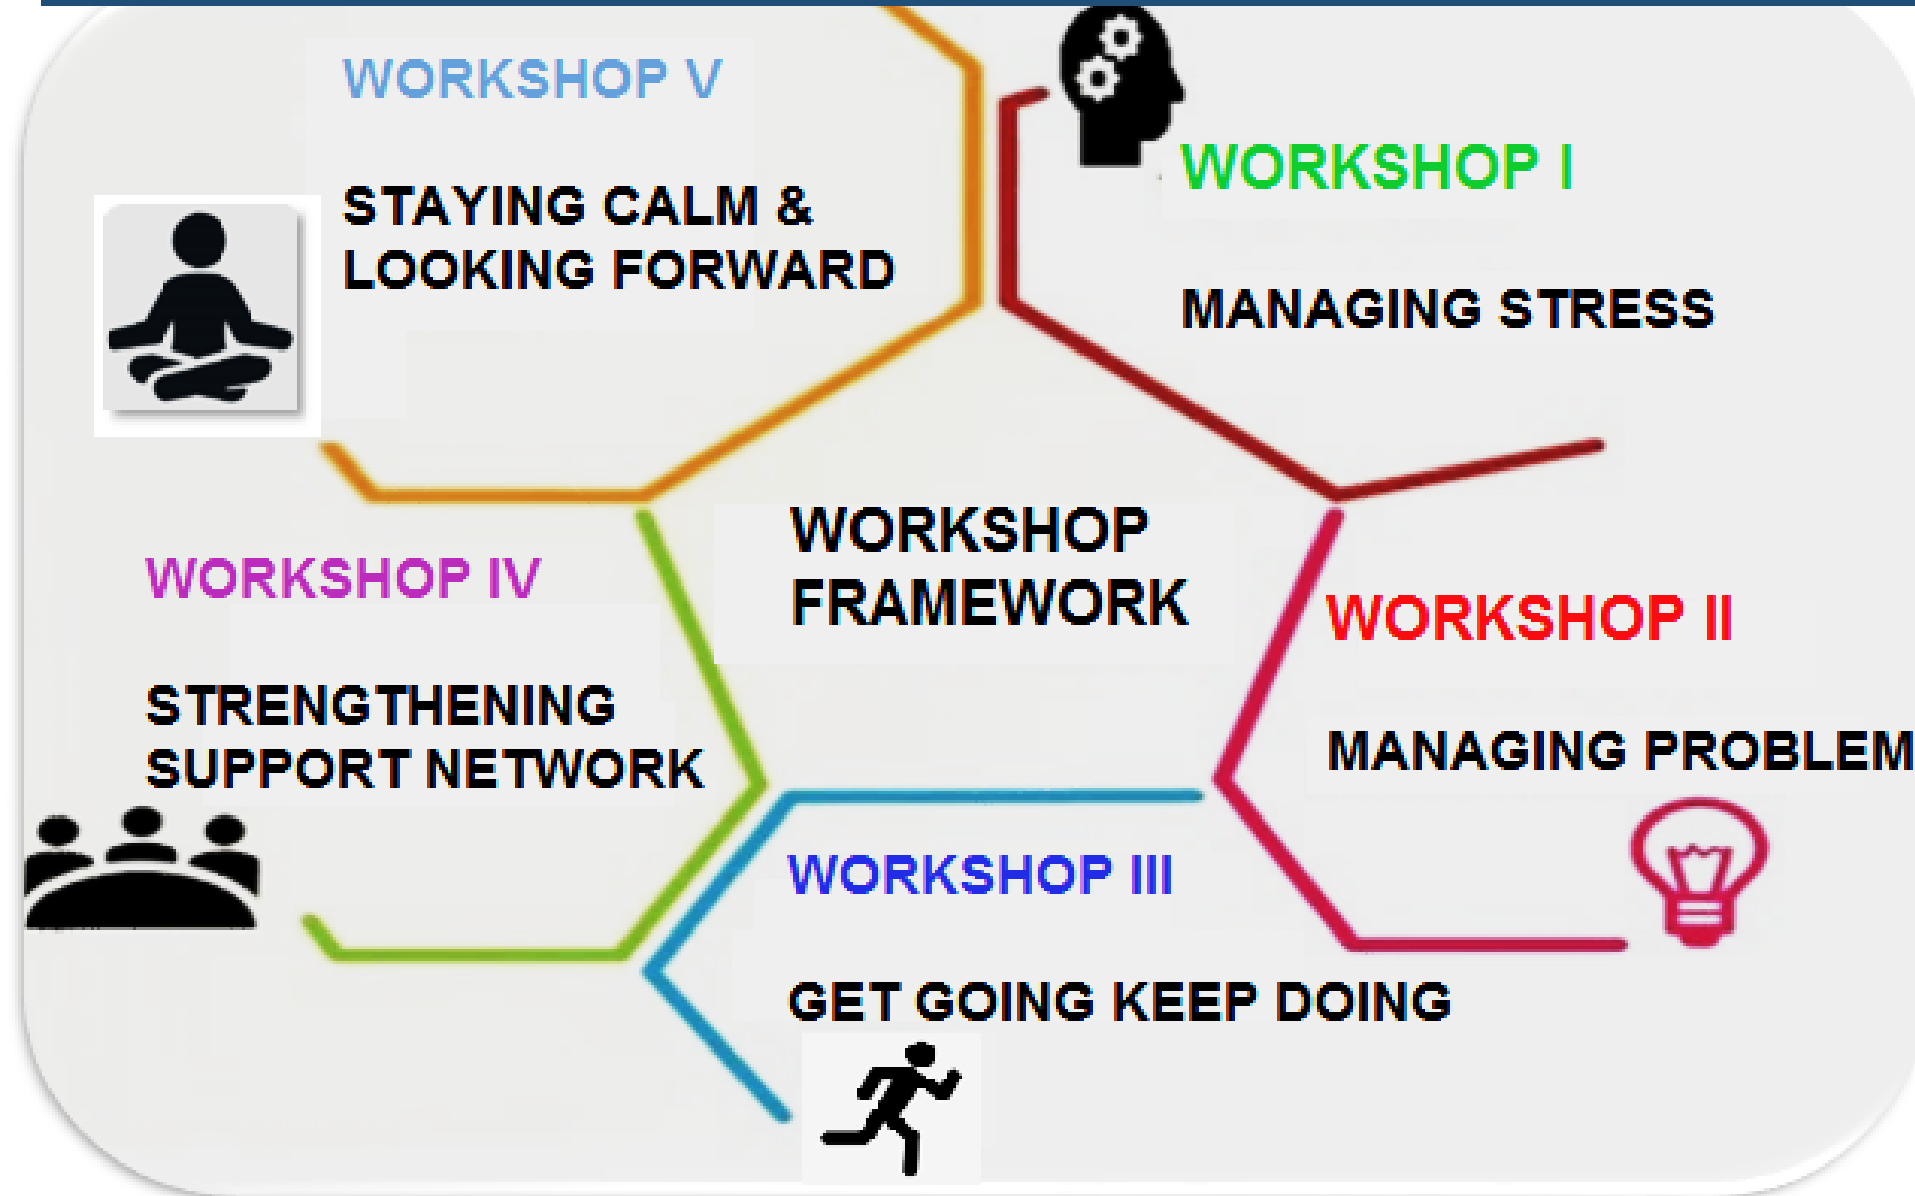 WORKSHOP V
STAYING CALM &
LOOKING FORWARD
WORKSHOP I
MANAGING STRESS
WORKSHOP
FRAMEWORK
WORKSHOP IV
STRENGTHENING
SUPPORT NETWORK
WORKSHOP II
MANAGING PROBLEM
WORKSHOP III
GET GOING KEEP DOING